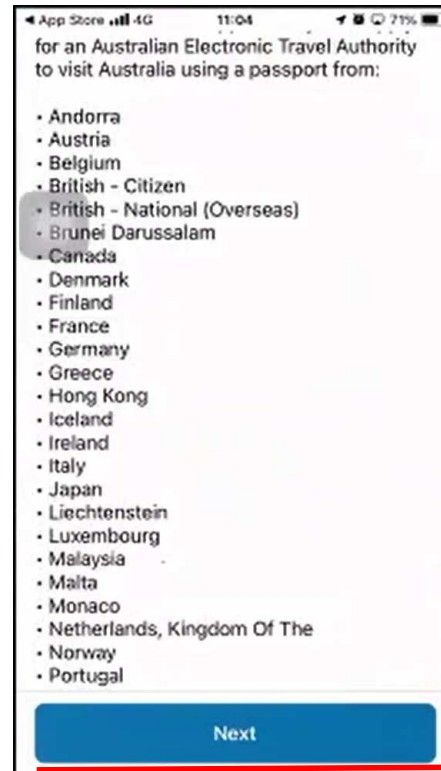 App Store 4G 11:04 71%
for an Australian Electronic Travel Authority
to visit Australia using a passport from:
• Andorra
• Austria
• Belgium
• British - Citizen
• British - National (Overseas)
• Brunei Darussalam
• Canada
• Denmark
• Finland
• France
• Germany
• Greece
• Hong Kong
• Iceland
• Ireland
• Italy
• Japan
• Liechtenstein
• Luxembourg
• Malaysia
• Malta
• Monaco
• Netherlands, Kingdom Of The
• Norway
• Portugal
Next